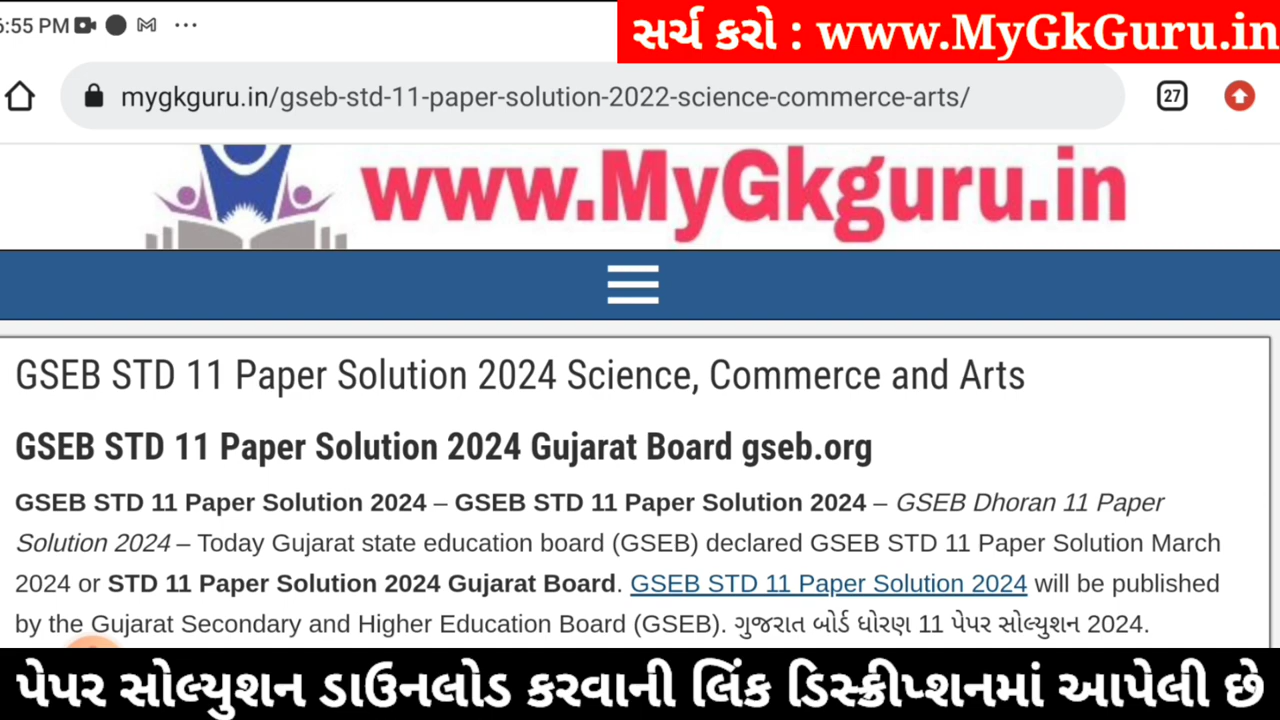 6:55 PM
સર્ચ કરો : www.MyGkGuru.in
mygkguru.in/gseb-std-11-paper-solution-2022-science-commerce-arts/
27
www.MyGkguru.in
GSEB STD 11 Paper Solution 2024 Science, Commerce and Arts
GSEB STD 11 Paper Solution 2024 Gujarat Board gseb.org
GSEB STD 11 Paper Solution 2024 – GSEB STD 11 Paper Solution 2024 – GSEB Dhoran 11 Paper
Solution 2024 – Today Gujarat state education board (GSEB) declared GSEB STD 11 Paper Solution March
2024 or STD 11 Paper Solution 2024 Gujarat Board. GSEB STD 11 Paper Solution 2024 will be published
by the Gujarat Secondary and Higher Education Board (GSEB). ગુજરાત બોર્ડ ધોરણ 11 પેપર સોલ્યુશન 2024.
પેપર સોલ્યુશન ડાઉનલોડ કરવાની લિંક ડિસ્ક્રીપ્શનમાં આપેલી છે